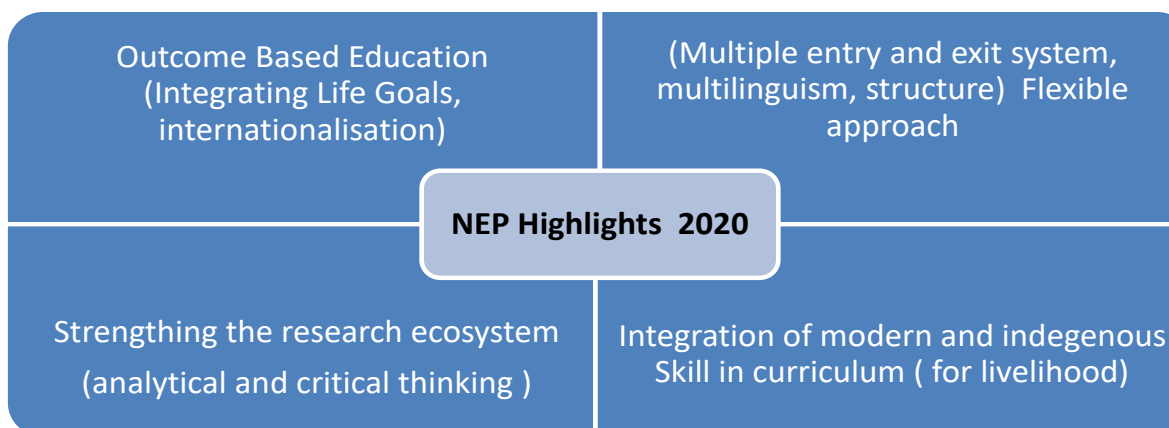 Outcome Based Education
(Integrating Life Goals,
internationalisation)
(Multiple entry and exit system,
multilinguism, structure)  Flexible
approach
NEP Highlights  2020
Strengthing the research ecosystem
(analytical and critical thinking )
Integration of modern and indegenous
Skill in curriculum ( for livelihood)